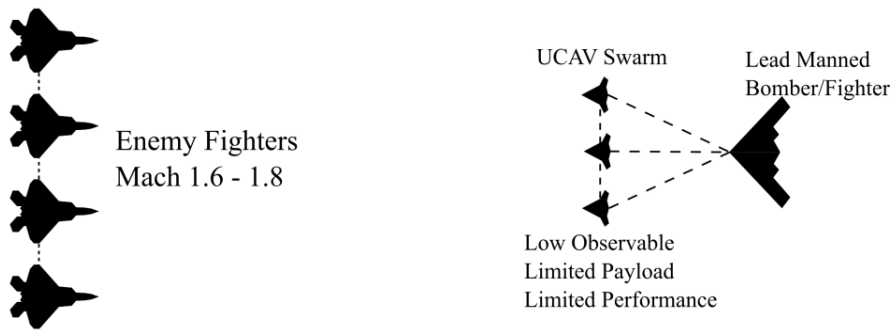 Enemy Fighters
Mach 1.6 - 1.8
UCAV Swarm
Lead Manned
Bomber/Fighter
Low Observable
Limited Payload
Limited Performance